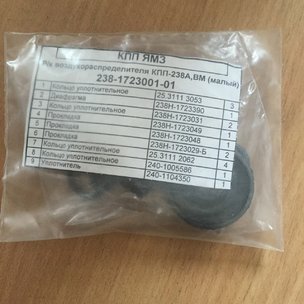 КПП ЯМЗ
Р/к воздухораспределителя КПП-238А,ВМ (малый)
238-1723001-01
1 Кольцо уплотнительное 25 3111 3053 3
2 Диафрагма 238Н-1723390 1
3 Кольцо уплотнительное 238Н-1723031 1
4 Прокладка 238Н-1723049 2
5 Прокладка 238Н-1723048 1
6 Прокладка 238Н-1723029-Б 1
7 Кольцо уплотнительное 25.3111 2062 2
8 Кольцо уплотнительное 240-1005586 4
9 Уплотнитель 240-1104350 1